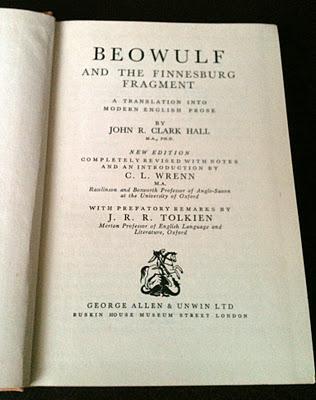 BEOWULF
AND THE FINNESBURG
FRAGMENT
A TRANSLATION INTO
MODERN ENGLISH PROSE
BY
JOHN R. CLARK HALL
M.A., PH.D.
NEW EDITION
COMPLETELY REVISED WITH NOTES
AND AN INTRODUCTION BY
C. L. WRENN
M.A.
Rawlinson and Bosworth Professor of Anglo-Saxon
at the University of Oxford
WITH PREFATORY REMARKS BY
J. R. R. TOLKIEN
Merton Professor of English Language and
Literature, Oxford
GEORGE ALLEN & UNWIN LTD
RUSKIN HOUSE MUSEUM STREET LONDON